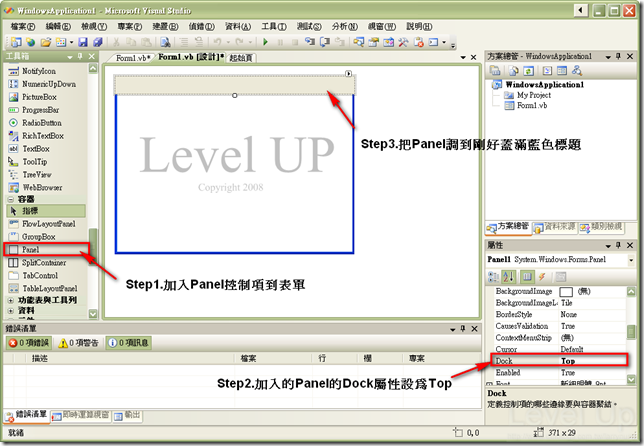 WindowsApplication1 - Microsoft Visual Studio
檔案(F) 編輯(E) 檢視(V) 專案(P) 建置(B) 偵錯(D) 資料(A) 工具(T) 測試(S) 分析(N) 視窗(W) 說明(H)
工具箱
NotifyIcon
NumericUpDown
PictureBox
ProgressBar
RadioButton
RichTextBox
TextBox
ToolTip
TreeView
WebBrowser
容器
指標
FlowLayoutPanel
GroupBox
Panel
SplitContainer
TabControl
TableLayoutPanel
功能表與工具列
資料
Form1.vb* Form1.vb [設計]* 起始頁
Level UP
Copyright 2008
Step3.把Panel調到剛好蓋滿藍色標題
Step1.加入Panel控制項到表單
方案總管 - WindowsApplication1
WindowsApplication1
My Project
Form1.vb
方案總管 資料來源 類別檢視
屬性
Panel1 System.Windows.Forms.Panel
BackgroundImage (無)
BackgroundImageL Tile
BorderStyle None
CausesValidation True
ContextMenuStrip (無)
Cursor Default
Dock Top
Enabled True
Font 新細明體, 9pt
Dock
定義控制項的哪些邊緣要與容器聚結。
錯誤清單
0 項錯誤 0 項警告 0 項訊息
描述 檔案 行 欄 專案
Step2.加入的Panel的Dock屬性設為Top
錯誤清單 即時運算視窗 輸出
就緒 0, 0 371 x 29
Level Up